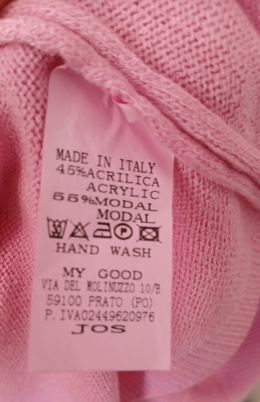 MADE IN ITALY
45%ACRILICA
ACRYLIC
55%MODAL
MODAL
HAND WASH
MY GOOD
VIA DEL MOLINUZZO 10/B
59100 PRATO (PO)
P.IVA02449620976
JOS